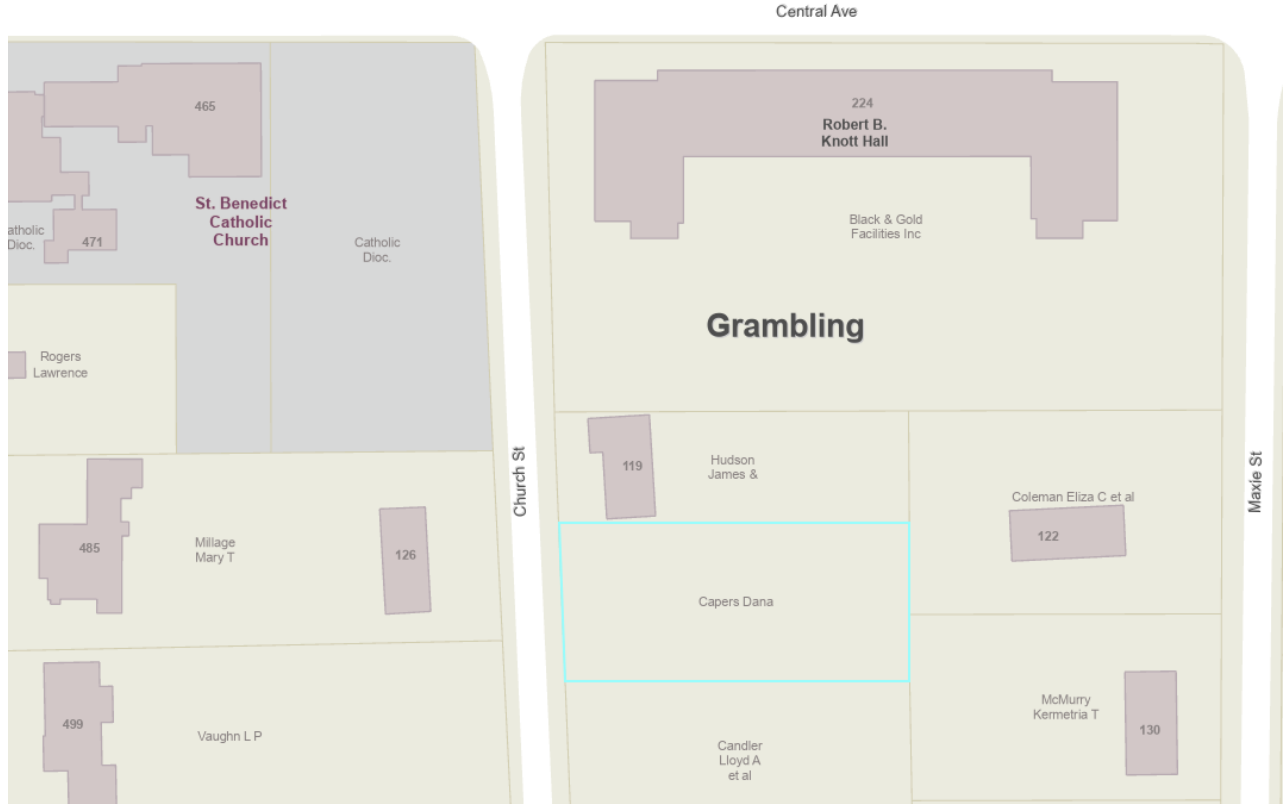 Central Ave
465
St. Benedict
Catholic
Church
471
Dioc.
Catholic
Dioc.
224
Robert B.
Knott Hall
Black & Gold
Facilities Inc
Grambling
Rogers
Lawrence
Church St
Maxie St
119
Hudson
James &
Coleman Eliza C et al
122
485
Millage
Mary T
126
Capers Dana
499
Vaughn L P
Candler
Lloyd A
et al
McMurry
Kermetria T
130